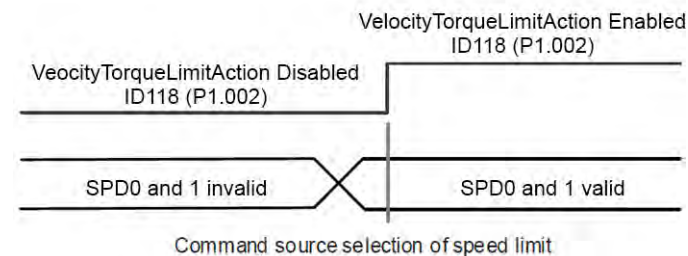 VelocityTorqueLimitAction Enabled
ID118 (P1.002)
VeocityTorqueLimitAction Disabled
ID118 (P1.002)
SPD0 and 1 invalid
SPD0 and 1 valid
Command source selection of speed limit